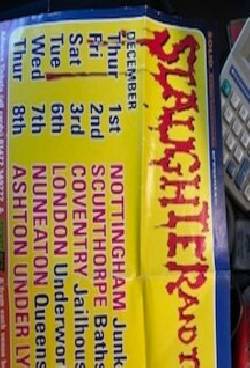 SLAUGHTER AND T
DECEMBER
Thur 1st NOTTINGHAM Junk
Fri 2nd SCUNTHORPE Baths
Sat 3rd COVENTRY Jailhous
Tue 6th LONDON Underwor
Wed 7th NUNEATON Queens
Thur 8th ASHTON UNDER LY